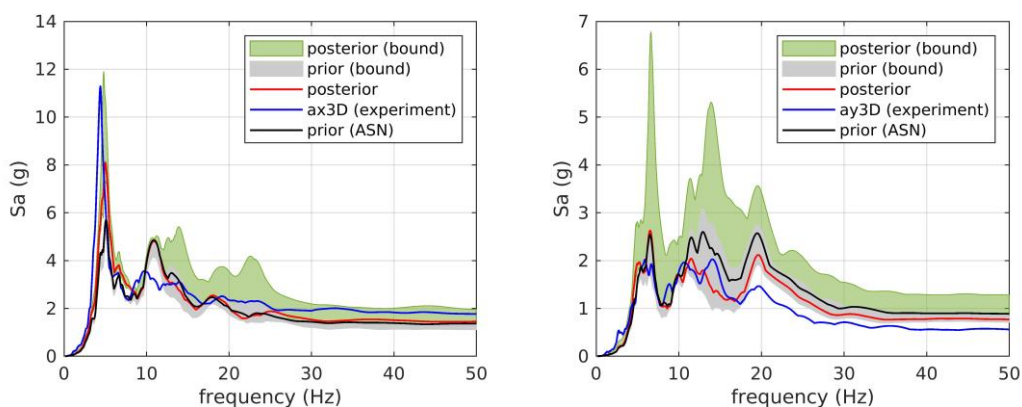 14
12
10
8
6
4
2
0
Sa (g)
posterior (bound)
prior (bound)
posterior
ax3D (experiment)
prior (ASN)
0 10 20 30 40 50
frequency (Hz)
7
6
5
4
3
2
1
0
Sa (g)
posterior (bound)
prior (bound)
posterior
ay3D (experiment)
prior (ASN)
0 10 20 30 40 50
frequency (Hz)